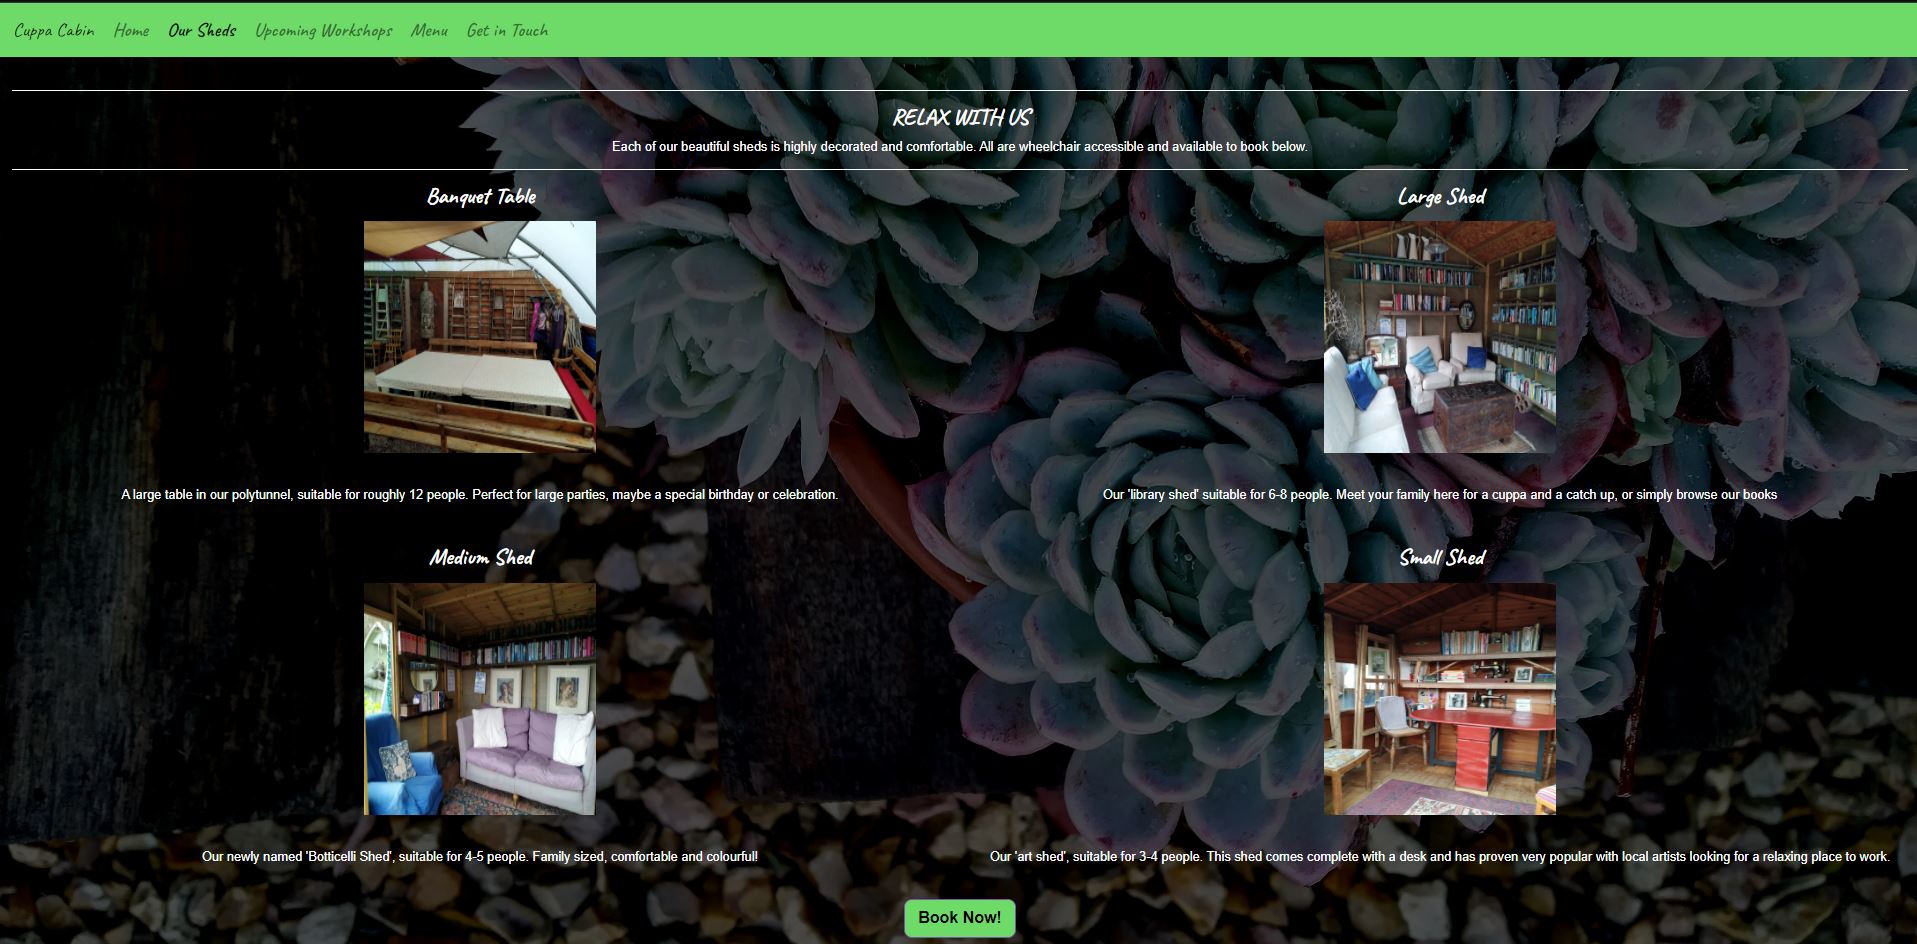 Cuppa Cabin Home Our Sheds Upcoming Workshops Menu Get in Touch
RELAX WITH US
Each of our beautiful sheds is highly decorated and comfortable. All are wheelchair accessible and available to book below.
Banquet Table
Large Shed
A large table in our polytunnel, suitable for roughly 12 people. Perfect for large parties, maybe a special birthday or celebration.
Our 'library shed' suitable for 6-8 people. Meet your family here for a cuppa and a catch up, or simply browse our books
Medium Shed
Small Shed
Our newly named 'Botticelli Shed', suitable for 4-5 people. Family sized, comfortable and colourful!
Our 'art shed', suitable for 3-4 people. This shed comes complete with a desk and has proven very popular with local artists looking for a relaxing place to work.
Book Now!